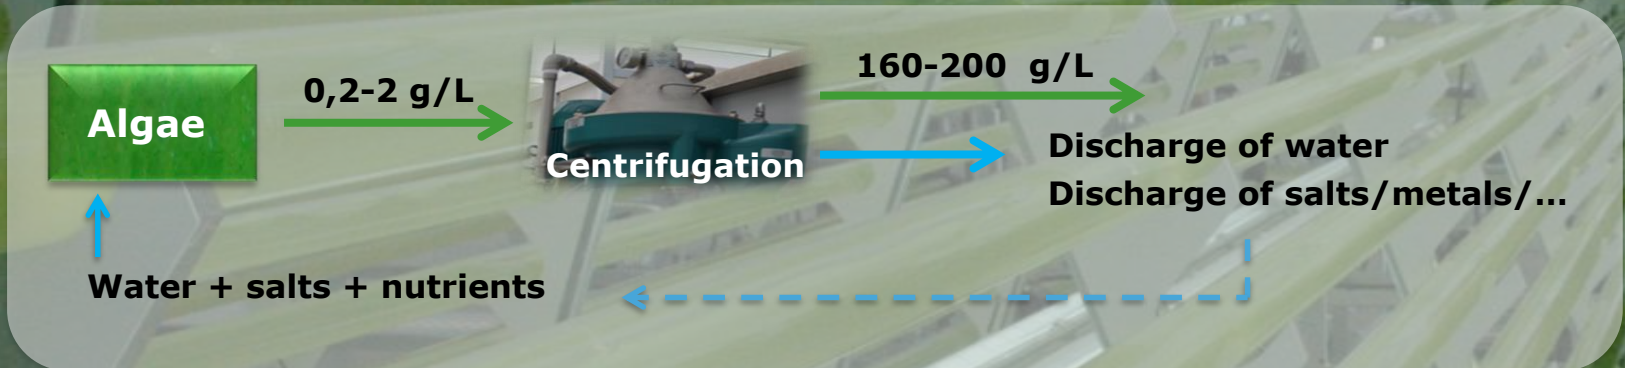 Algae
0,2-2 g/L
Centrifugation
160-200 g/L
Discharge of water
Discharge of salts/metals/...
Water + salts + nutrients